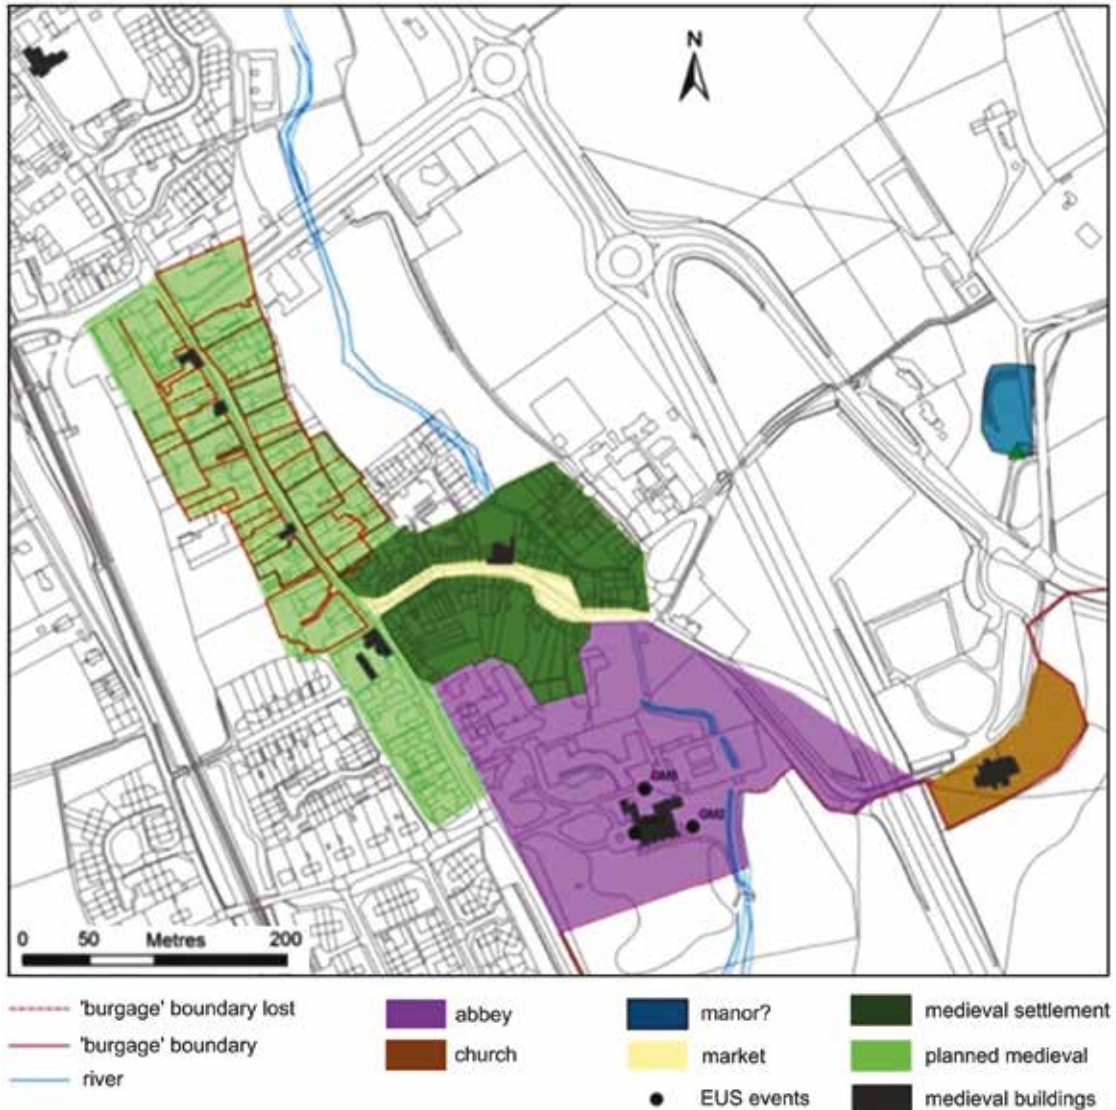 N
GM5
GM2
0 50 Metres 200
'burgage' boundary lost
'burgage' boundary
river
abbey
church
manor?
market
EUS events
medieval settlement
planned medieval
medieval buildings